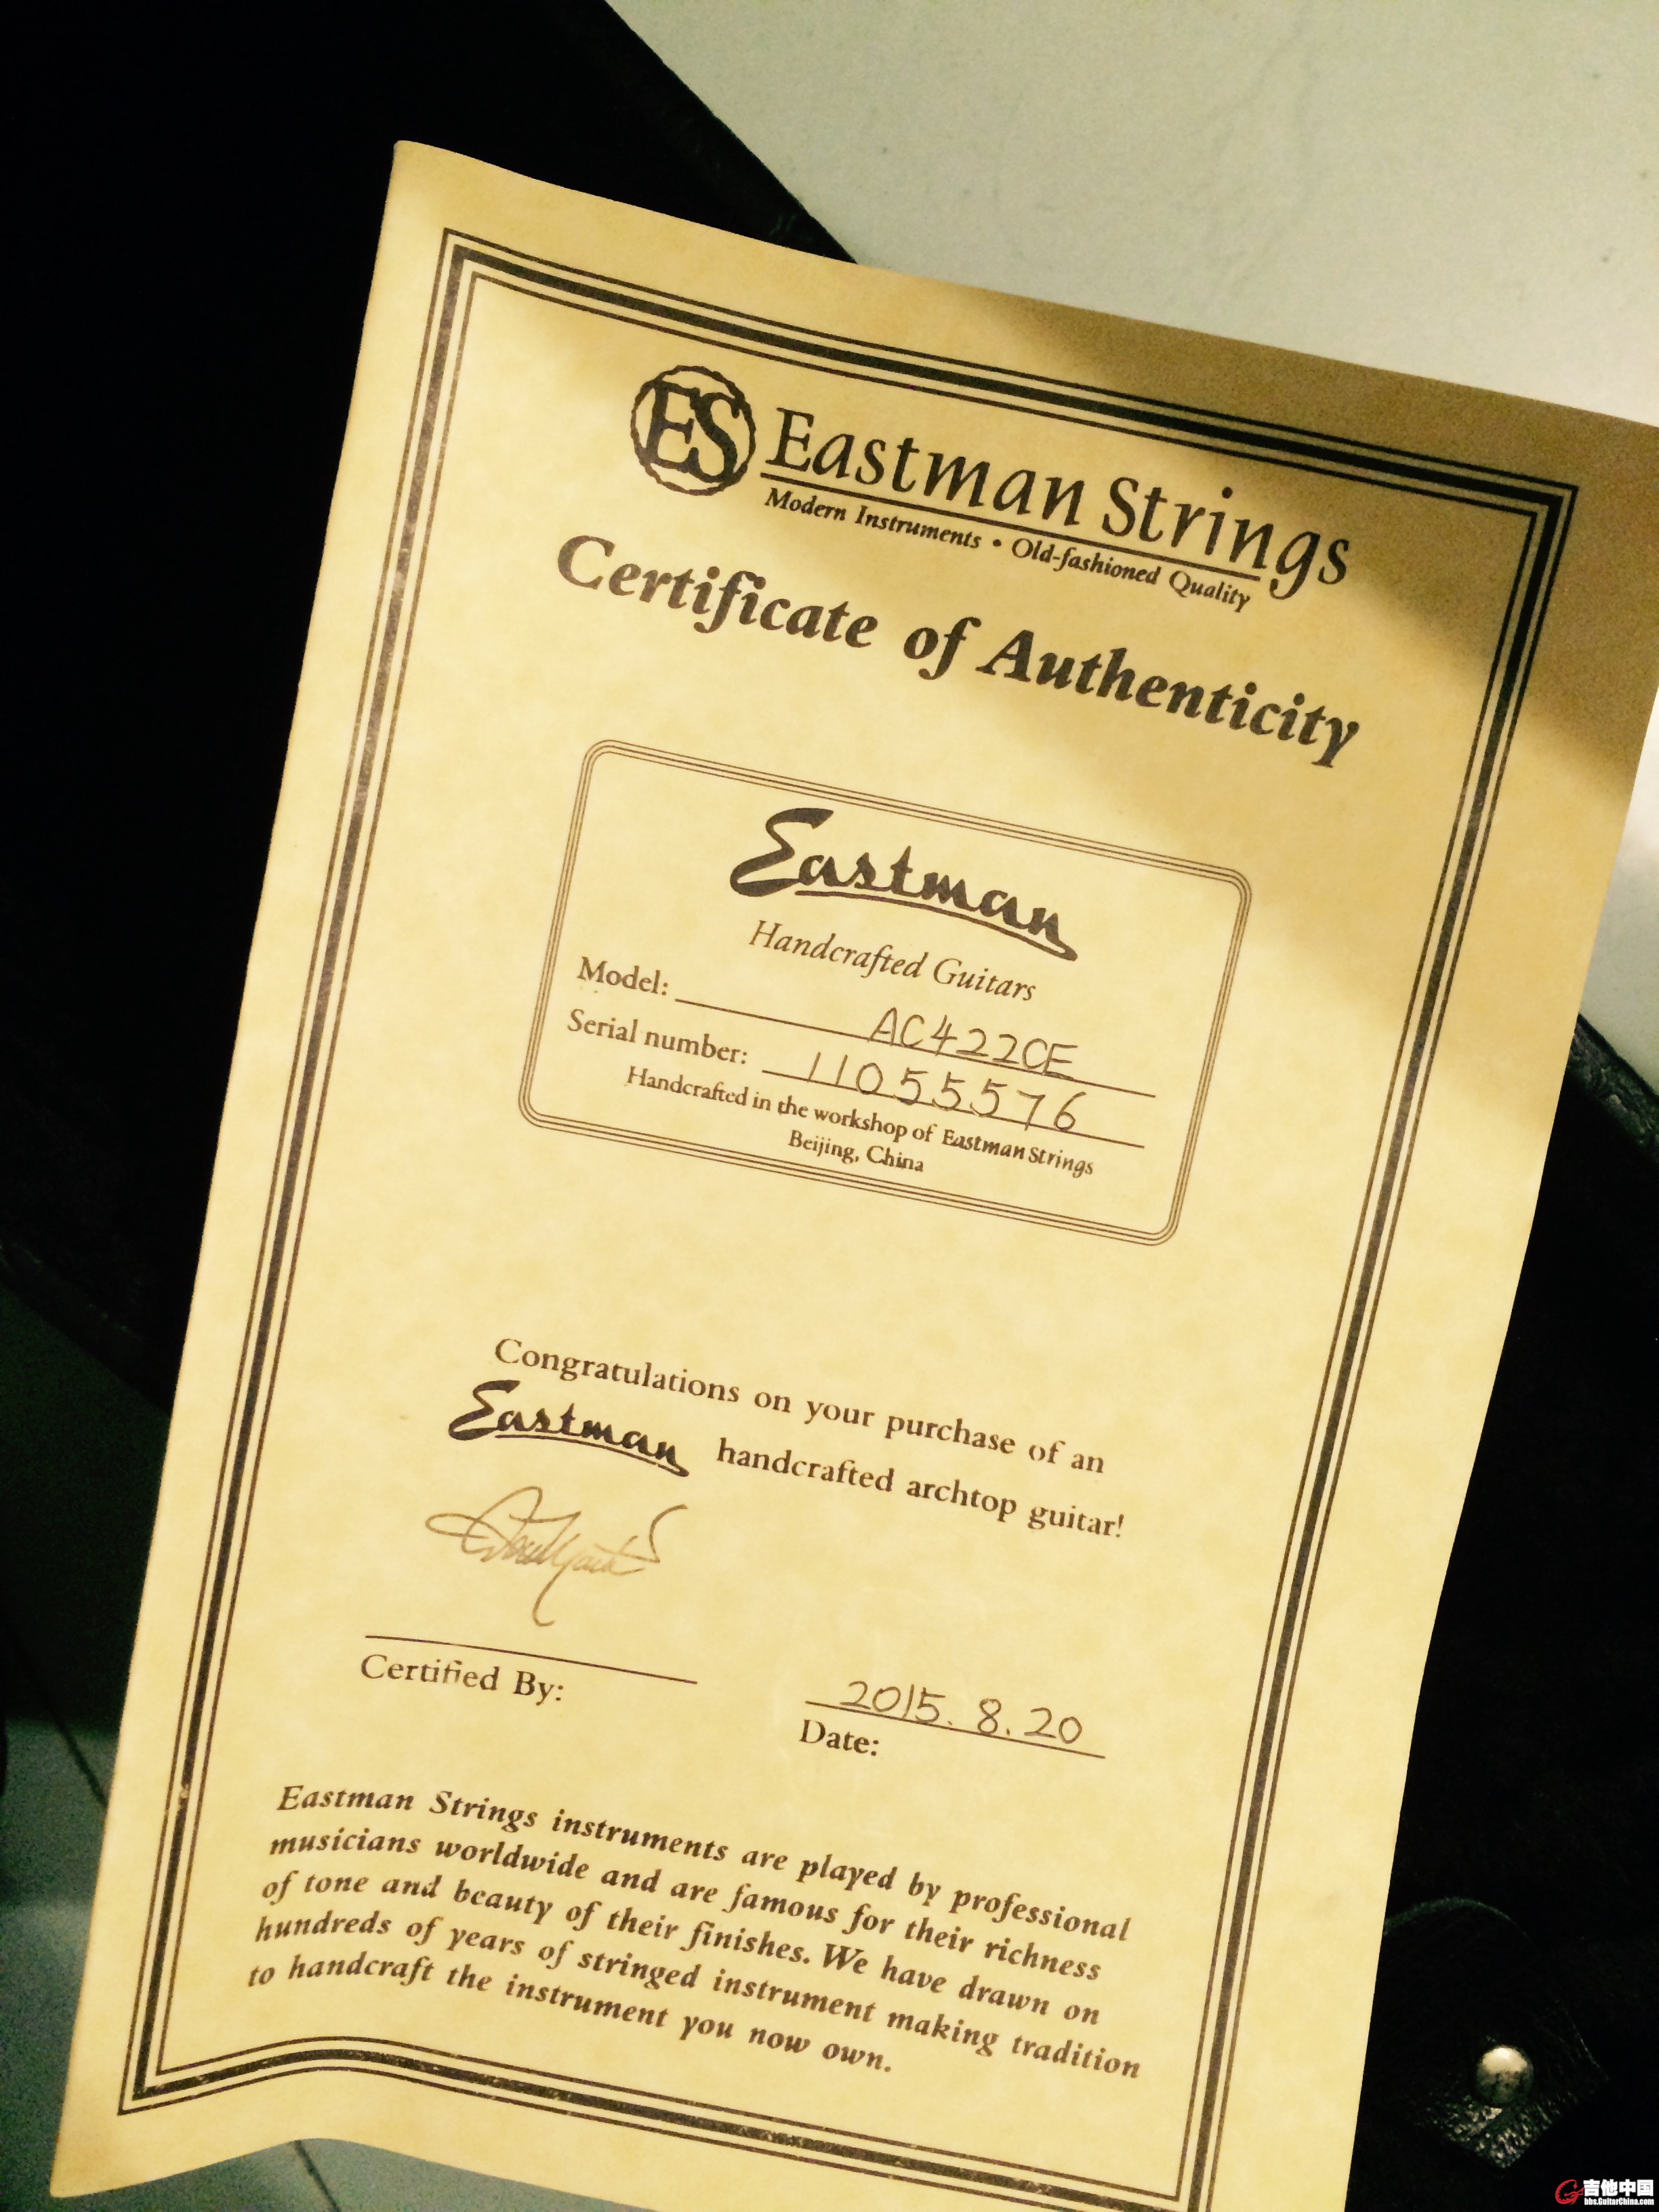 ES Eastman Strings
Modern Instruments • Old-fashioned Quality
Certificate of Authenticity
Eastman
Handcrafted Guitars
Model: AC422CE
Serial number: 11055576
Handcrafted in the workshop of Eastman Strings
Beijing, China
Congratulations on your purchase of an
Eastman handcrafted archtop guitar!
Certified By:
2015.8.20
Date:
Eastman Strings instruments are played by professional
musicians worldwide and are famous for their richness
of tone and beauty of their finishes. We have drawn on
hundreds of years of stringed instrument making tradition
to handcraft the instrument you now own.
吉他中国
bbs.GuitarChina.com